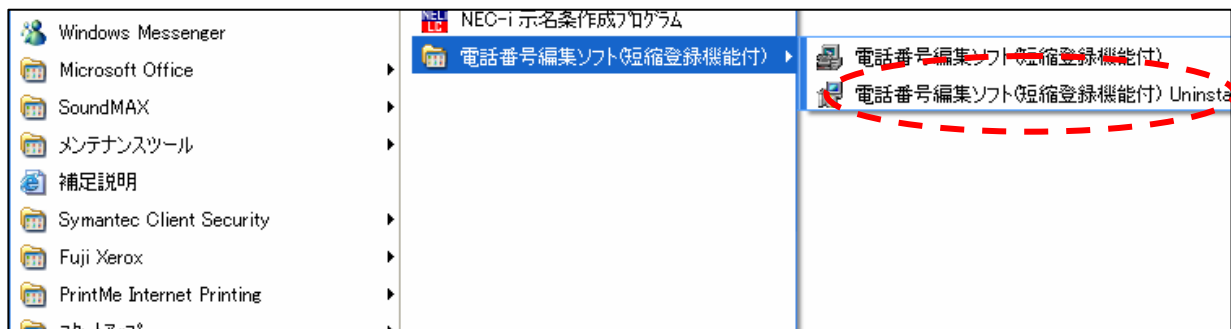 Windows Messenger
Microsoft Office
SoundMAX
メンテナンスツール
補足説明
Symantec Client Security
Fuji Xerox
PrintMe Internet Printing
NEC-i 示名条作成プログラム
電話番号編集ソフト(短縮登録機能付)
電話番号編集ソフト(短縮登録機能付)
電話番号編集ソフト(短縮登録機能付) Uninsta